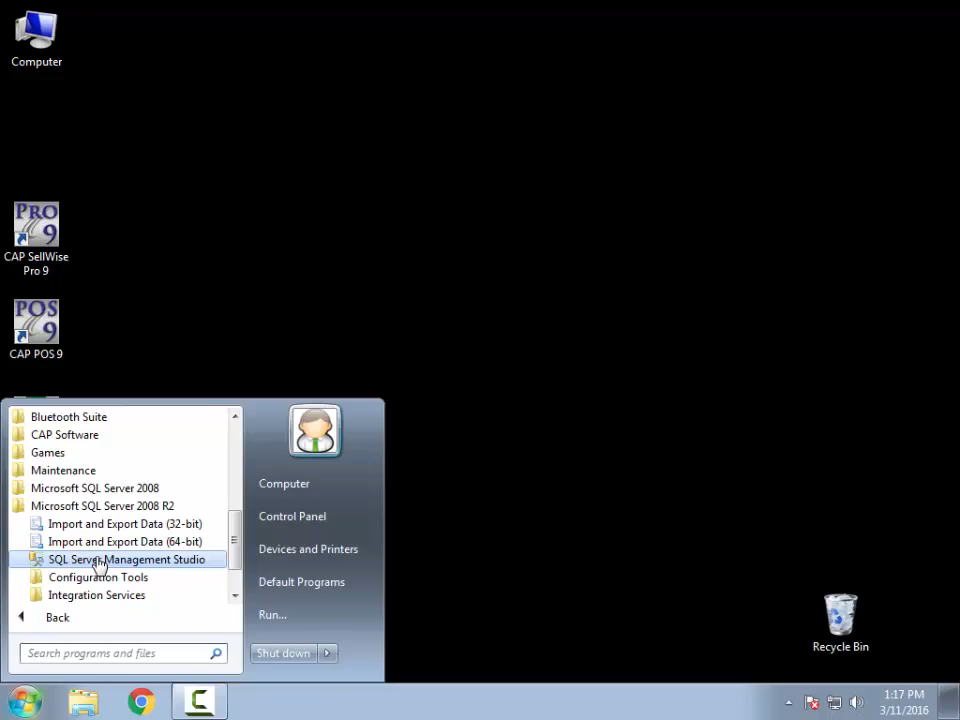 Computer
PRO
9
CAP SellWise
Pro 9
POS
9
CAP POS 9
Bluetooth Suite
CAP Software
Games
Maintenance
Microsoft SQL Server 2008
Microsoft SQL Server 2008 R2
Import and Export Data (32-bit)
Import and Export Data (64-bit)
SQL Server Management Studio
Configuration Tools
Integration Services
Back
Search programs and files
Computer
Control Panel
Devices and Printers
Default Programs
Run...
Shut down
Recycle Bin
C
1:17 PM
3/11/2016